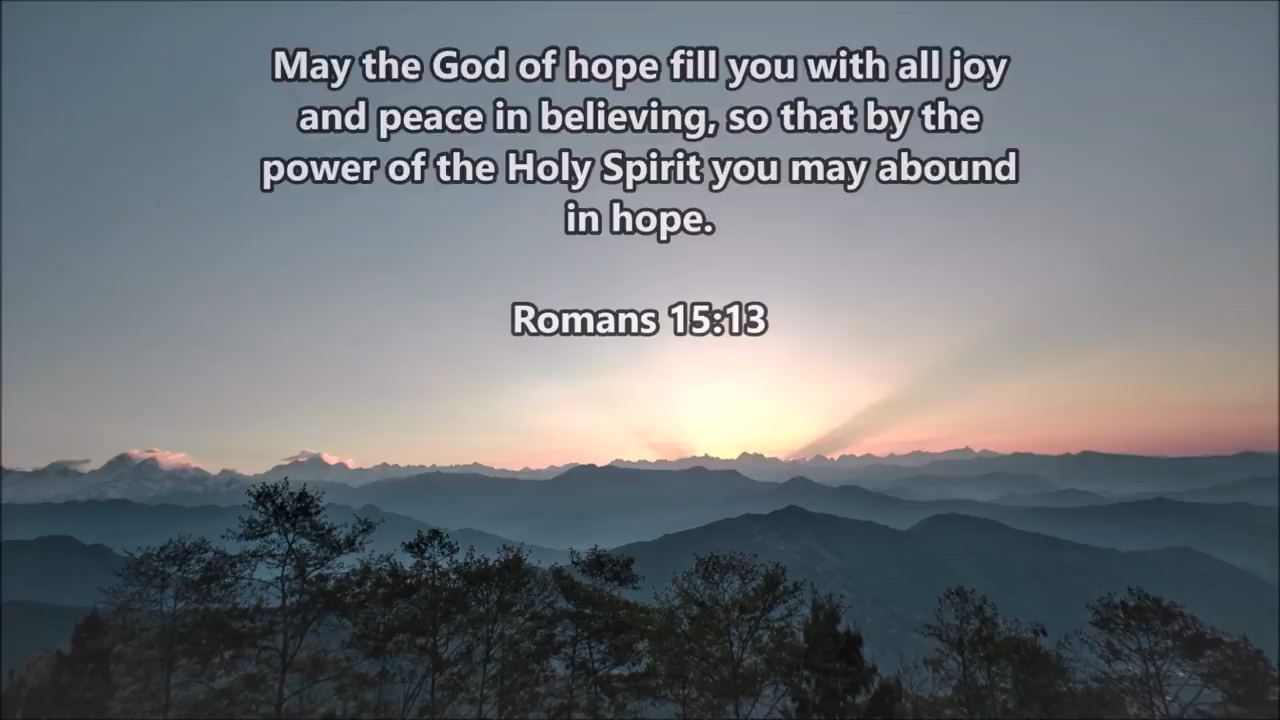 May the God of hope fill you with all joy
and peace in believing, so that by the
power of the Holy Spirit you may abound
in hope.
Romans 15:13